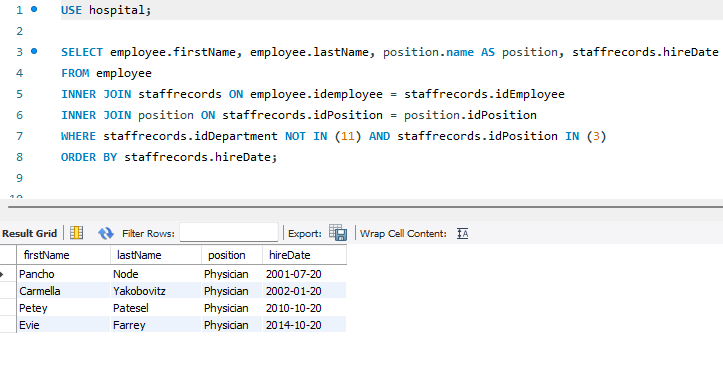 1 USE hospital;
2
3 SELECT employee.firstName, employee.lastName, position.name AS position, staffrecords.hireDate
4 FROM employee
5 INNER JOIN staffrecords ON employee.idemployee = staffrecords.idEmployee
6 INNER JOIN position ON staffrecords.idPosition = position.idPosition
7 WHERE staffrecords.idDepartment NOT IN (11) AND staffrecords.idPosition IN (3)
8 ORDER BY staffrecords.hireDate;
9
10
Result Grid Filter Rows: Export: Wrap Cell Content:
firstName lastName position hireDate
Pancho Node Physician 2001-07-20
Carmella Yakobovitz Physician 2002-01-20
Petey Patesel Physician 2010-10-20
Evie Farrey Physician 2014-10-20